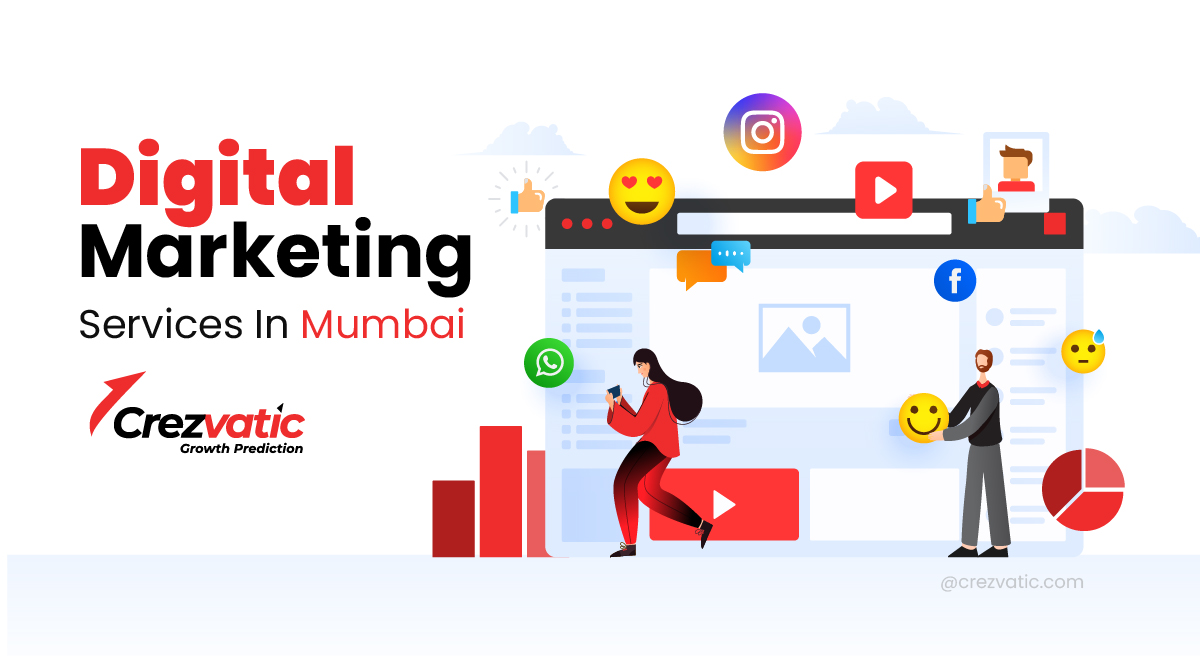 Digital
Marketing
Services In Mumbai
Crezvatic
Growth Prediction
@crezvatic.com